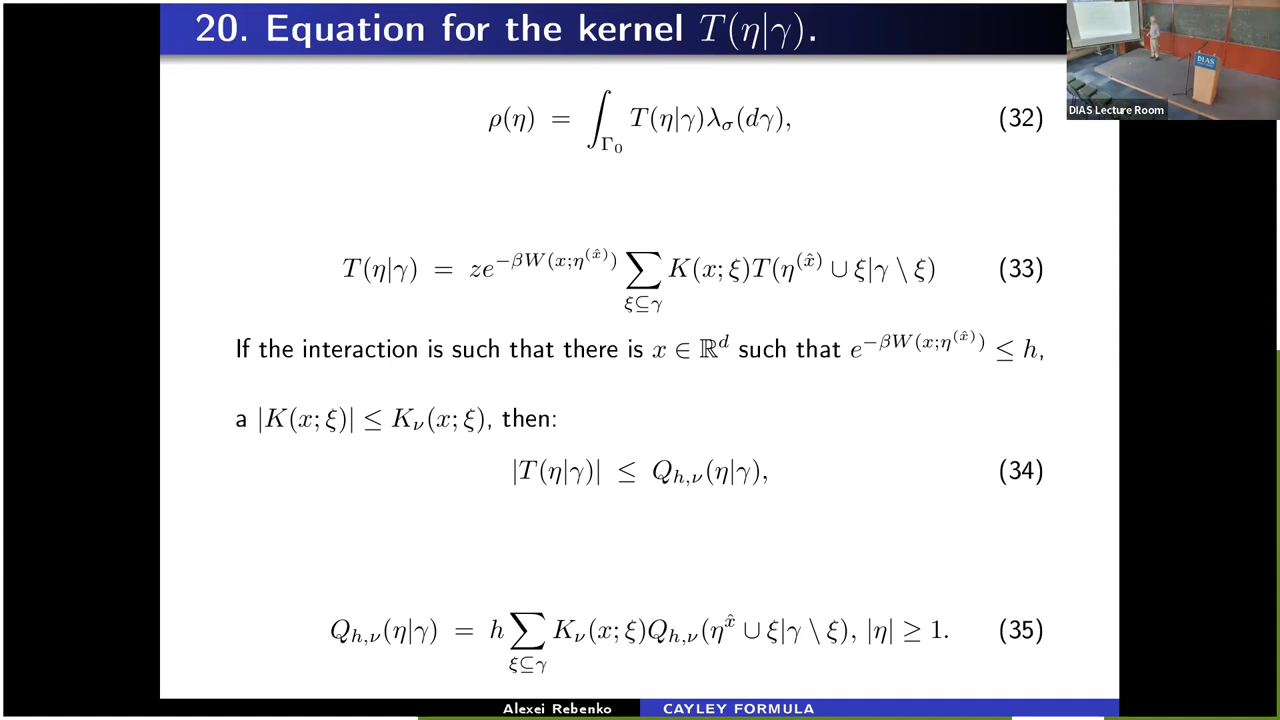 20. Equation for the kernel T(η|γ).
ρ(η) = ∫_{Γ_0} T(η|γ)λ_σ(dγ), (32)
T(η|γ) = ze^{−βW(x;η^{(x̂)})} ∑_{ξ⊆γ} K(x;ξ)T(η^{(x̂)} ∪ ξ|γ \ ξ) (33)
If the interaction is such that there is x ∈ ℝ^d such that e^{−βW(x;η^{(x̂)})} ≤ h,
a |K(x;ξ)| ≤ K_ν(x;ξ), then:
|T(η|γ)| ≤ Q_{h,ν}(η|γ), (34)
Q_{h,ν}(η|γ) = h ∑_{ξ⊆γ} K_ν(x;ξ)Q_{h,ν}(η^{x̂} ∪ ξ|γ \ ξ), |η| ≥ 1. (35)
Alexei Rebenko
CAYLEY FORMULA
DIAS
DIAS Lecture Room